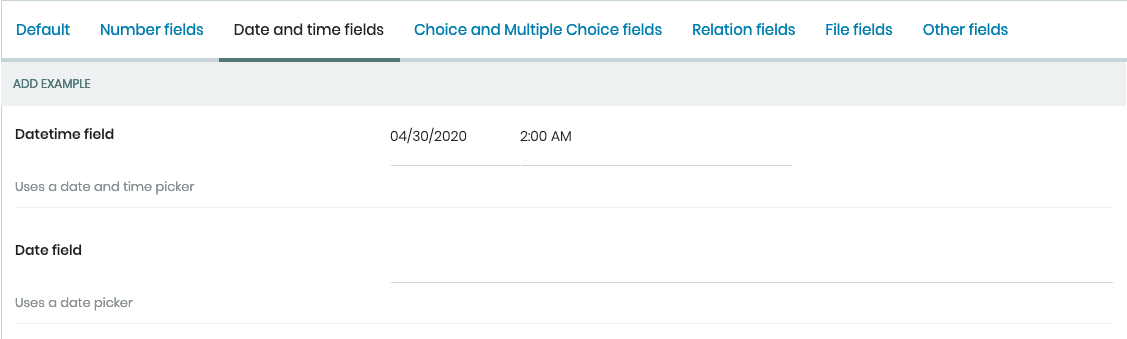 Default Number fields Date and time fields Choice and Multiple Choice fields Relation fields File fields Other fields
ADD EXAMPLE
Datetime field 04/30/2020 2:00 AM
Uses a date and time picker
Date field
Uses a date picker